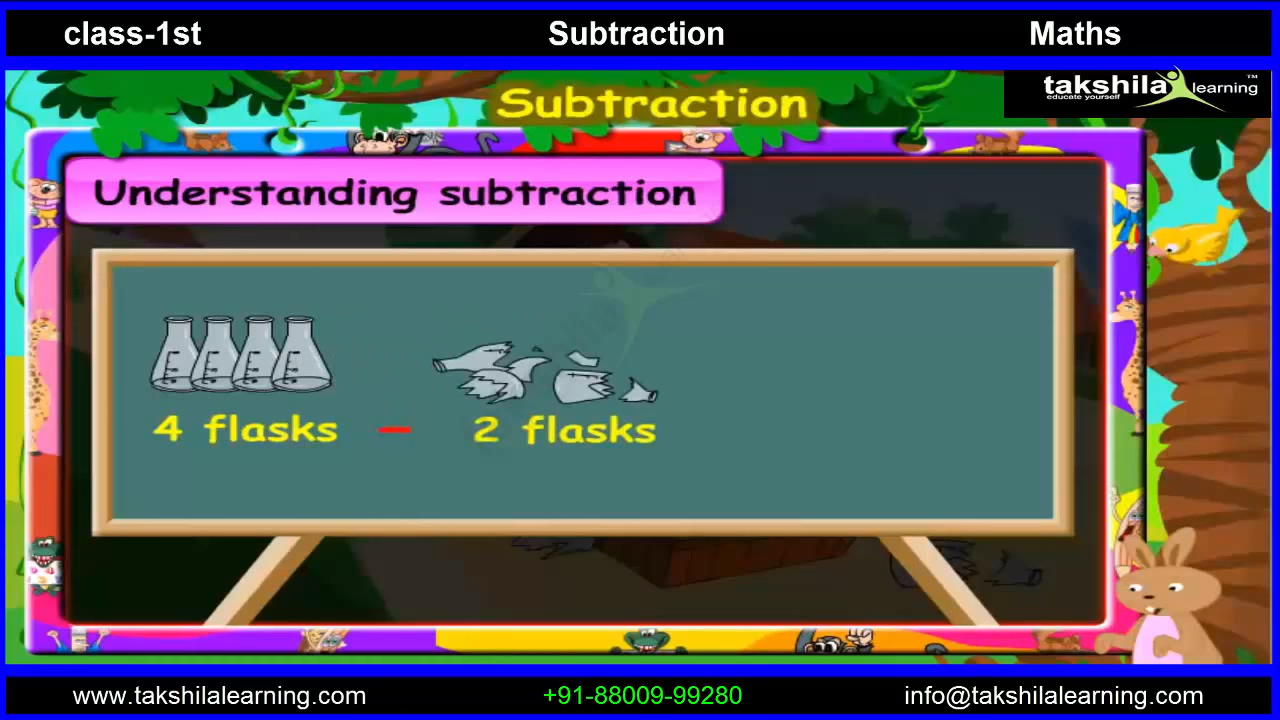 class-1st Subtraction Maths
Subtraction
takshila learning™
educate yourself
Understanding subtraction
4 flasks – 2 flasks
www.takshilalearning.com +91-88009-99280 info@takshilalearning.com